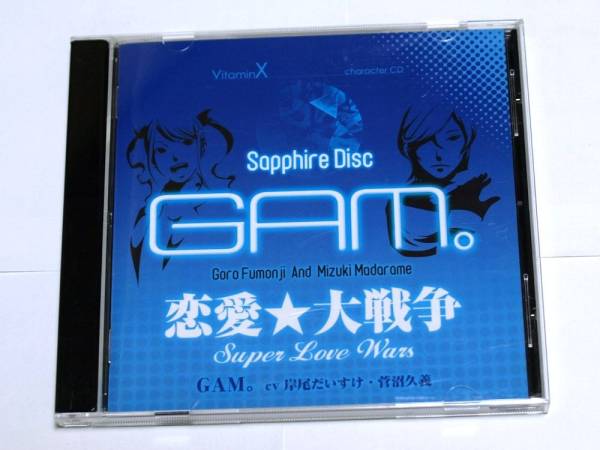 VitaminX character CD
Sapphire Disc
GAM。
Goro Fumonji And Mizuki Madarame
恋愛★大戦争
Super Love Wars
GAM。 cv 岸尾だいすけ・菅沼久義